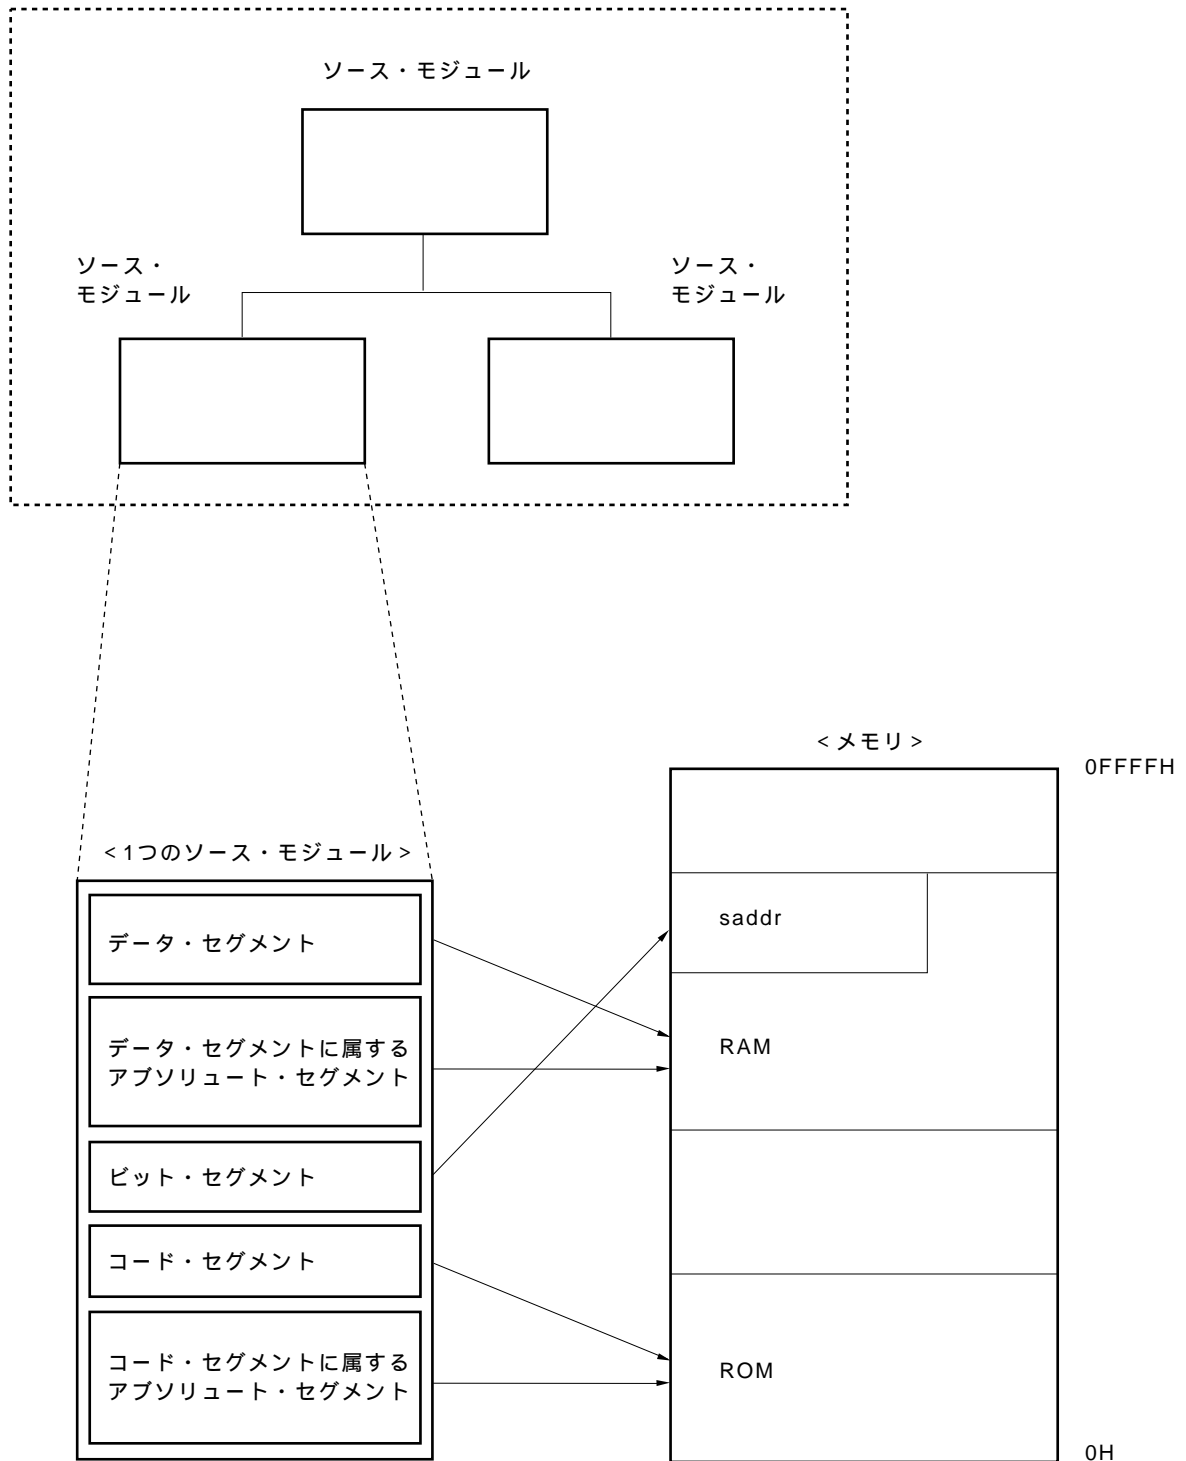 ソース・モジュール
ソース・
モジュール
ソース・
モジュール
＜メモリ＞
0FFFFH
＜1つのソース・モジュール＞
saddr
データ・セグメント
データ・セグメントに属する
アブソリュート・セグメント
RAM
ビット・セグメント
コード・セグメント
コード・セグメントに属する
アブソリュート・セグメント
ROM
0H